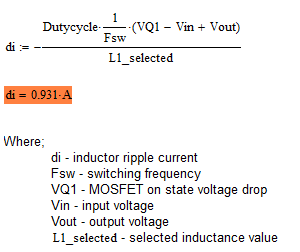 di := - Dutycycle · 1/Fsw · (VQ1 − Vin + Vout) / L1_selected
di = 0.931·A
Where;
di - inductor ripple current
Fsw - switching frequency
VQ1 - MOSFET on state voltage drop
Vin - input voltage
Vout - output voltage
L1_selected - selected inductance value